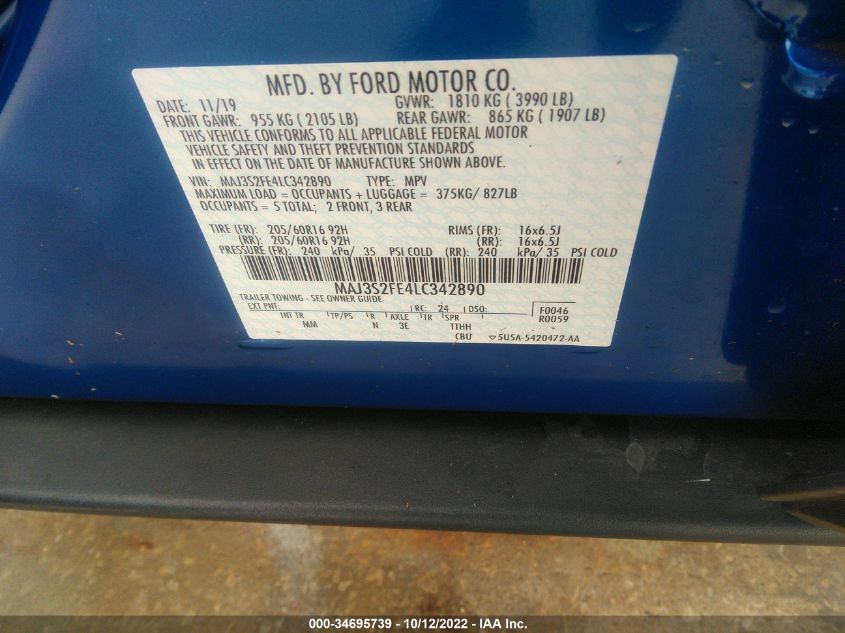 MFD. BY FORD MOTOR CO.
DATE: 11/19 GVWR: 1810 KG ( 3990 LB)
FRONT GAWR: 955 KG ( 2105 LB) REAR GAWR: 865 KG ( 1907 LB)
THIS VEHICLE CONFORMS TO ALL APPLICABLE FEDERAL MOTOR
VEHICLE SAFETY AND THEFT PREVENTION STANDARDS
IN EFFECT ON THE DATE OF MANUFACTURE SHOWN ABOVE.
VIN: MAJ3S2FE4LC342890 TYPE: MPV
MAXIMUM LOAD = OCCUPANTS + LUGGAGE = 375KG/ 827LB
OCCUPANTS = 5 TOTAL; 2 FRONT, 3 REAR
TIRE (FR): 205/60R16 92H RIMS (FR): 16x6.5J
(RR): 205/60R16 92H (RR): 16x6.5J
PRESSURE (FR): 240 kPa/ 35 PSI COLD (RR): 240 kPa/ 35 PSI COLD
MAJ3S2FE4LC342890
TRAILER TOWING - SEE OWNER GUIDE
EXT PNT: RC: 24 DSO: F0046
INT TR TP/PS R AXLE TR SPR R0059
MM N 3E TTHH
CBU 5U5A-5420472-AA
000-34695739 - 10/12/2022 - IAA Inc.